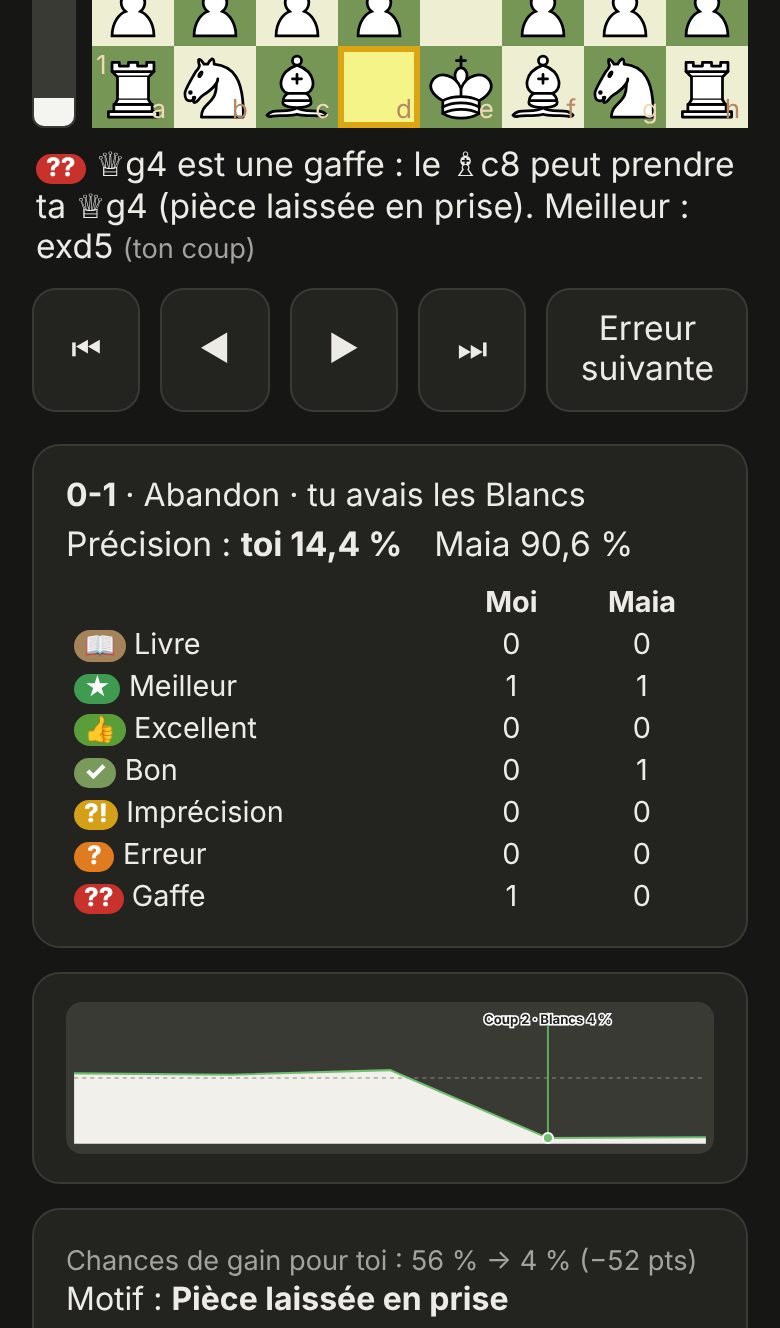 1 a b c d e f g h
?? ♕g4 est une gaffe : le ♗c8 peut prendre
ta ♕g4 (pièce laissée en prise). Meilleur :
exd5 (ton coup)
Erreur
suivante
0-1 · Abandon · tu avais les Blancs
Précision : toi 14,4 % Maia 90,6 %
Moi Maia
Livre 0 0
Meilleur 1 1
Excellent 0 0
Bon 0 1
?! Imprécision 0 0
? Erreur 0 0
?? Gaffe 1 0
Coup 2 · Blancs 4 %
Chances de gain pour toi : 56 % → 4 % (−52 pts)
Motif : Pièce laissée en prise